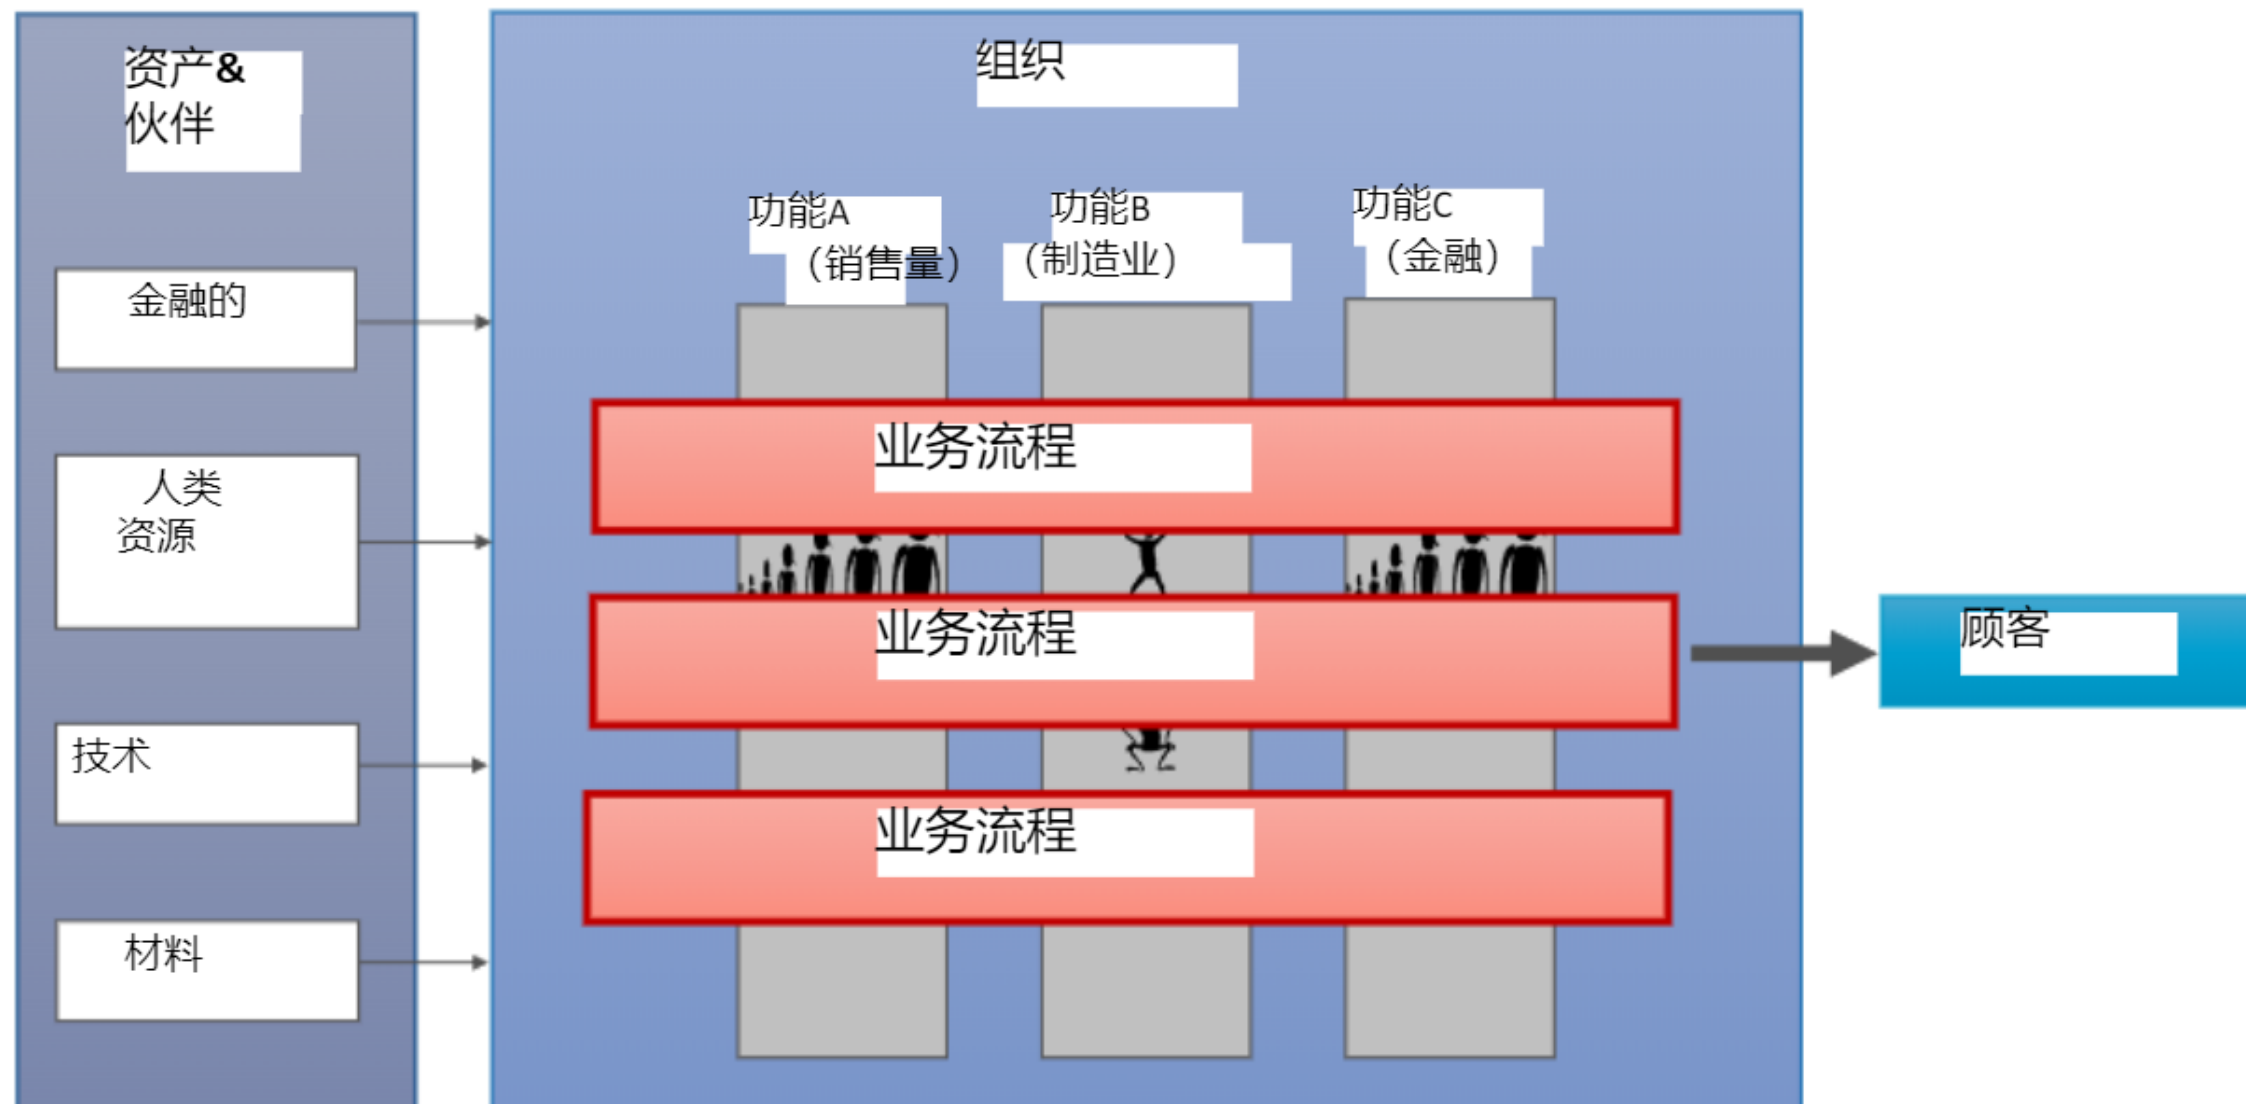 资产&
伙伴
金融的
人类
资源
技术
材料
组织
功能A
（销售量）
功能B
（制造业）
功能C
（金融）
业务流程
业务流程
业务流程
顾客